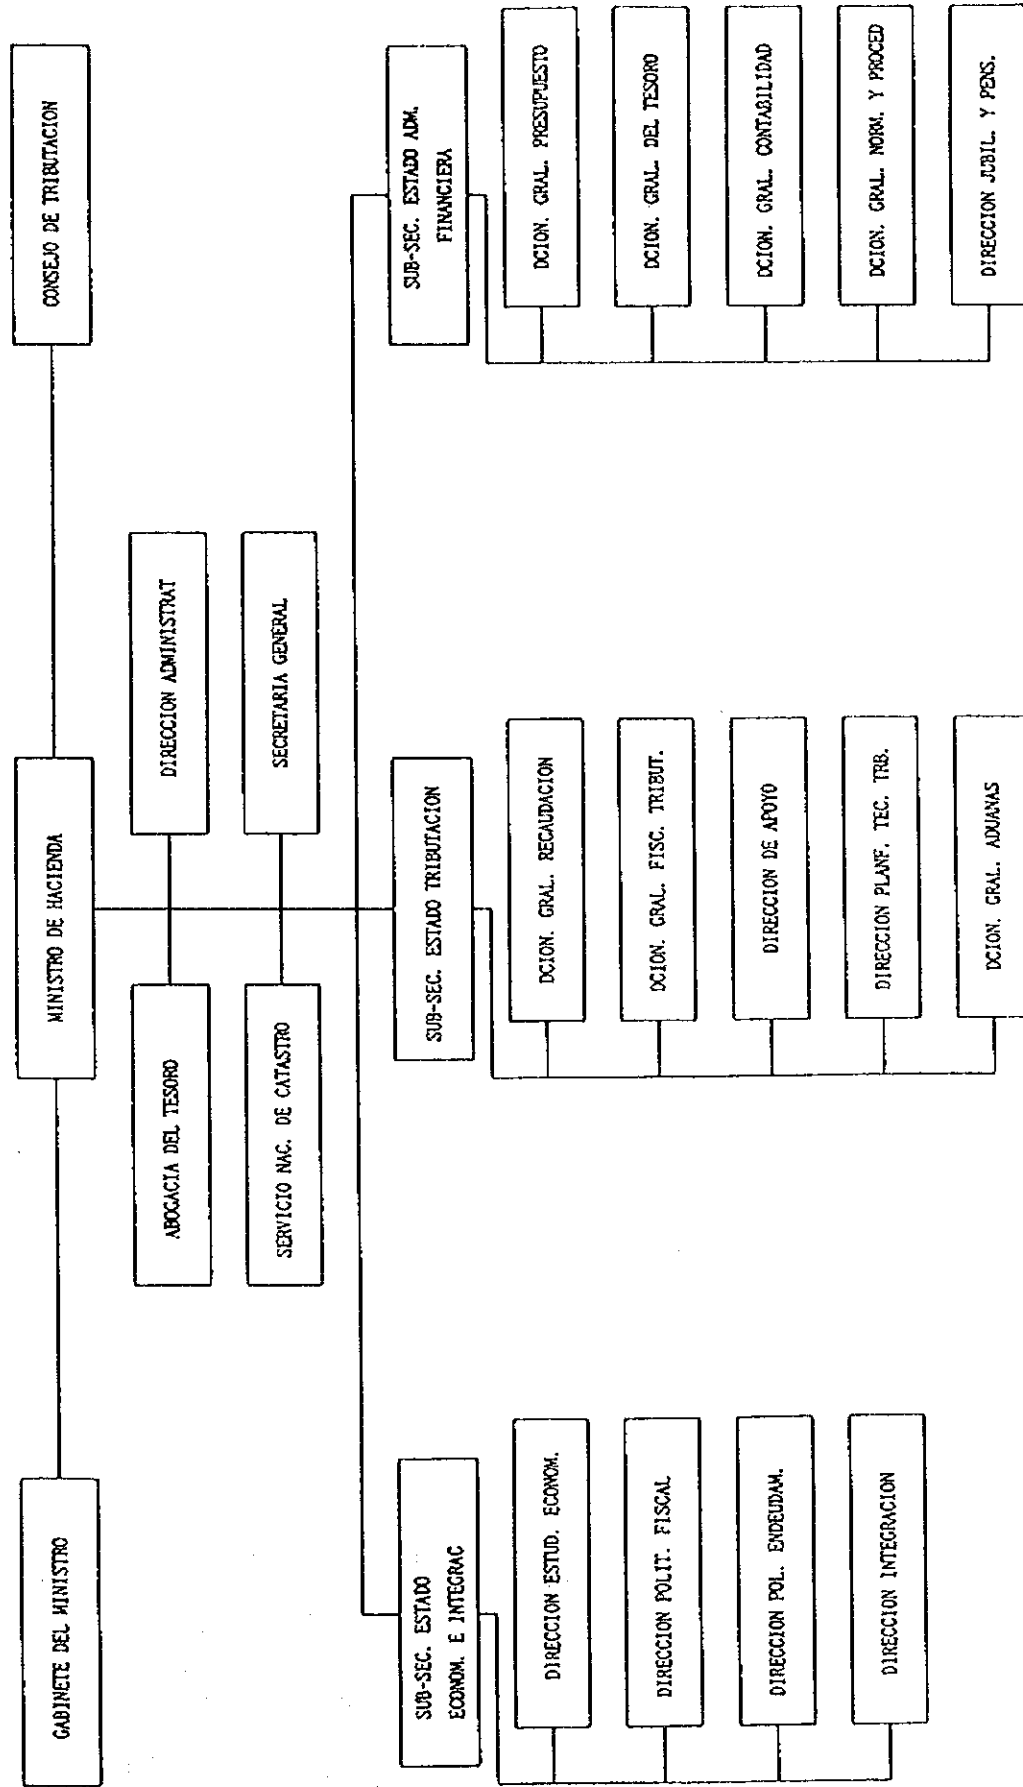 GABINETE DEL MINISTRO
MINISTRO DE HACIENDA
CONSEJO DE TRIBUTACION
ABOGACIA DEL TESORO
DIRECCION ADMINISTRAT
SERVICIO NAC. DE CATASTRO
SECRETARIA GENERAL
SUB-SEC. ESTADO
ECONOM. E INTEGRAC
DIRECCION ESTUD. ECONOM.
DIRECCION POLIT. FISCAL
DIRECCION POL. ENDEUDAM.
DIRECCION INTEGRACION
SUB-SEC. ESTADO TRIBUTACION
DCION. GRAL. RECAUDACION
DCION. GRAL. FISC. TRIBUT.
DIRECCION DE APOYO
DIRECCION PLANF. TEC. TRB.
DCION. GRAL. ADUANAS
SUB-SEC. ESTADO ADM.
FINANCIERA
DCION. GRAL. PRESUPUESTO
DCION. GRAL. DEL TESORO
DCION. GRAL. CONTABILIDAD
DCION. GRAL. NORM. Y PROCED
DIRECCION JUBIL. Y PENS.